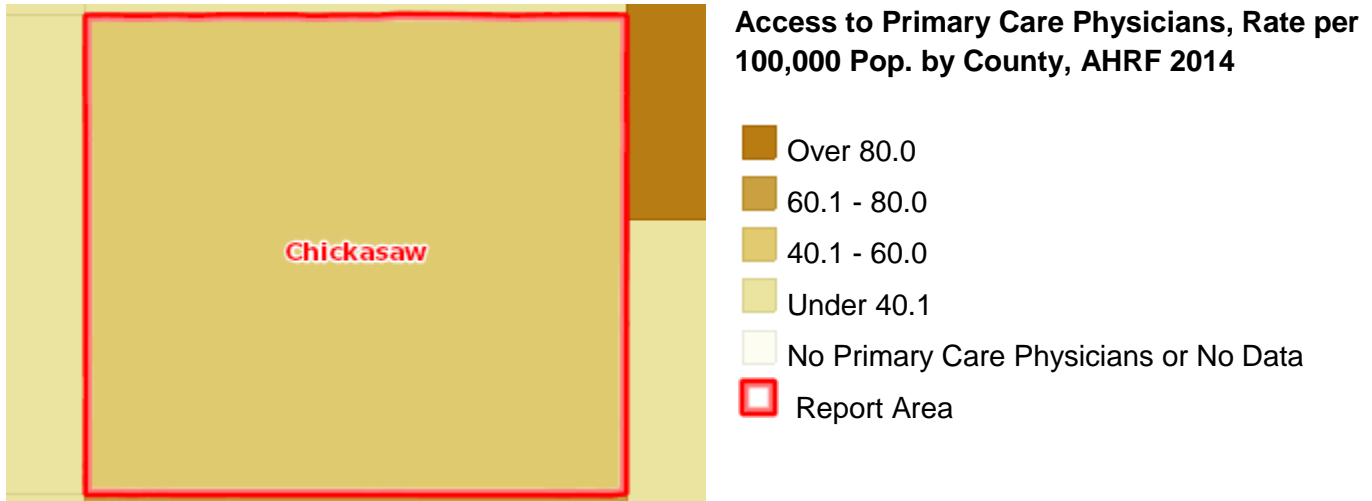 Access to Primary Care Physicians, Rate per
100,000 Pop. by County, AHRF 2014
Over 80.0
60.1 - 80.0
Chickasaw
40.1 - 60.0
Under 40.1
No Primary Care Physicians or No Data
Report Area